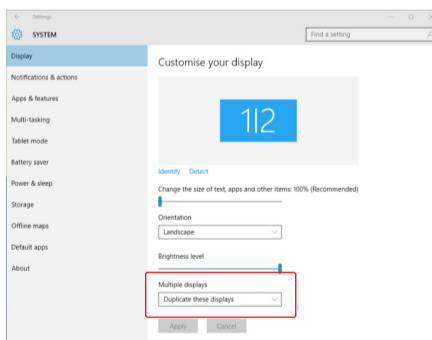 Settings
SYSTEM
Find a setting
Display
Notifications & actions
Apps & features
Multi-tasking
Tablet mode
Battery saver
Power & sleep
Storage
Offline maps
Default apps
About
Customise your display
1|2
Identify Detect
Change the size of text, apps and other items: 100% (Recommended)
Orientation
Landscape
Brightness level
Multiple displays
Duplicate these displays
Apply Cancel